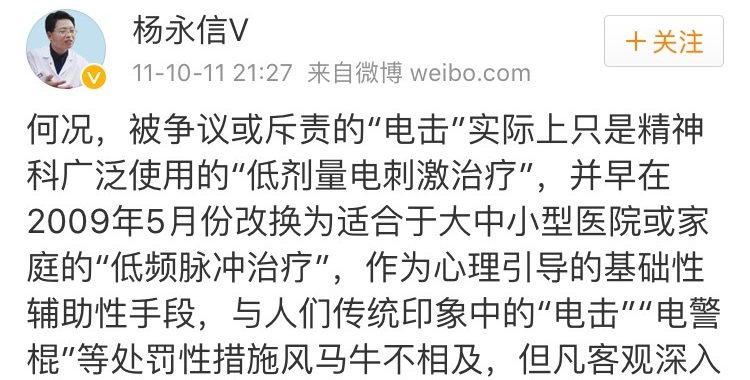 杨永信V
+关注
11-10-11 21:27 来自微博 weibo.com
何况，被争议或斥责的“电击”实际上只是精神
科广泛使用的“低剂量电刺激治疗”，并早在
2009年5月份改换为适合于大中小型医院或家
庭的“低频脉冲治疗”，作为心理引导的基础性
辅助性手段，与人们传统印象中的“电击”“电警
棍”等处罚性措施风马牛不相及，但凡客观深入